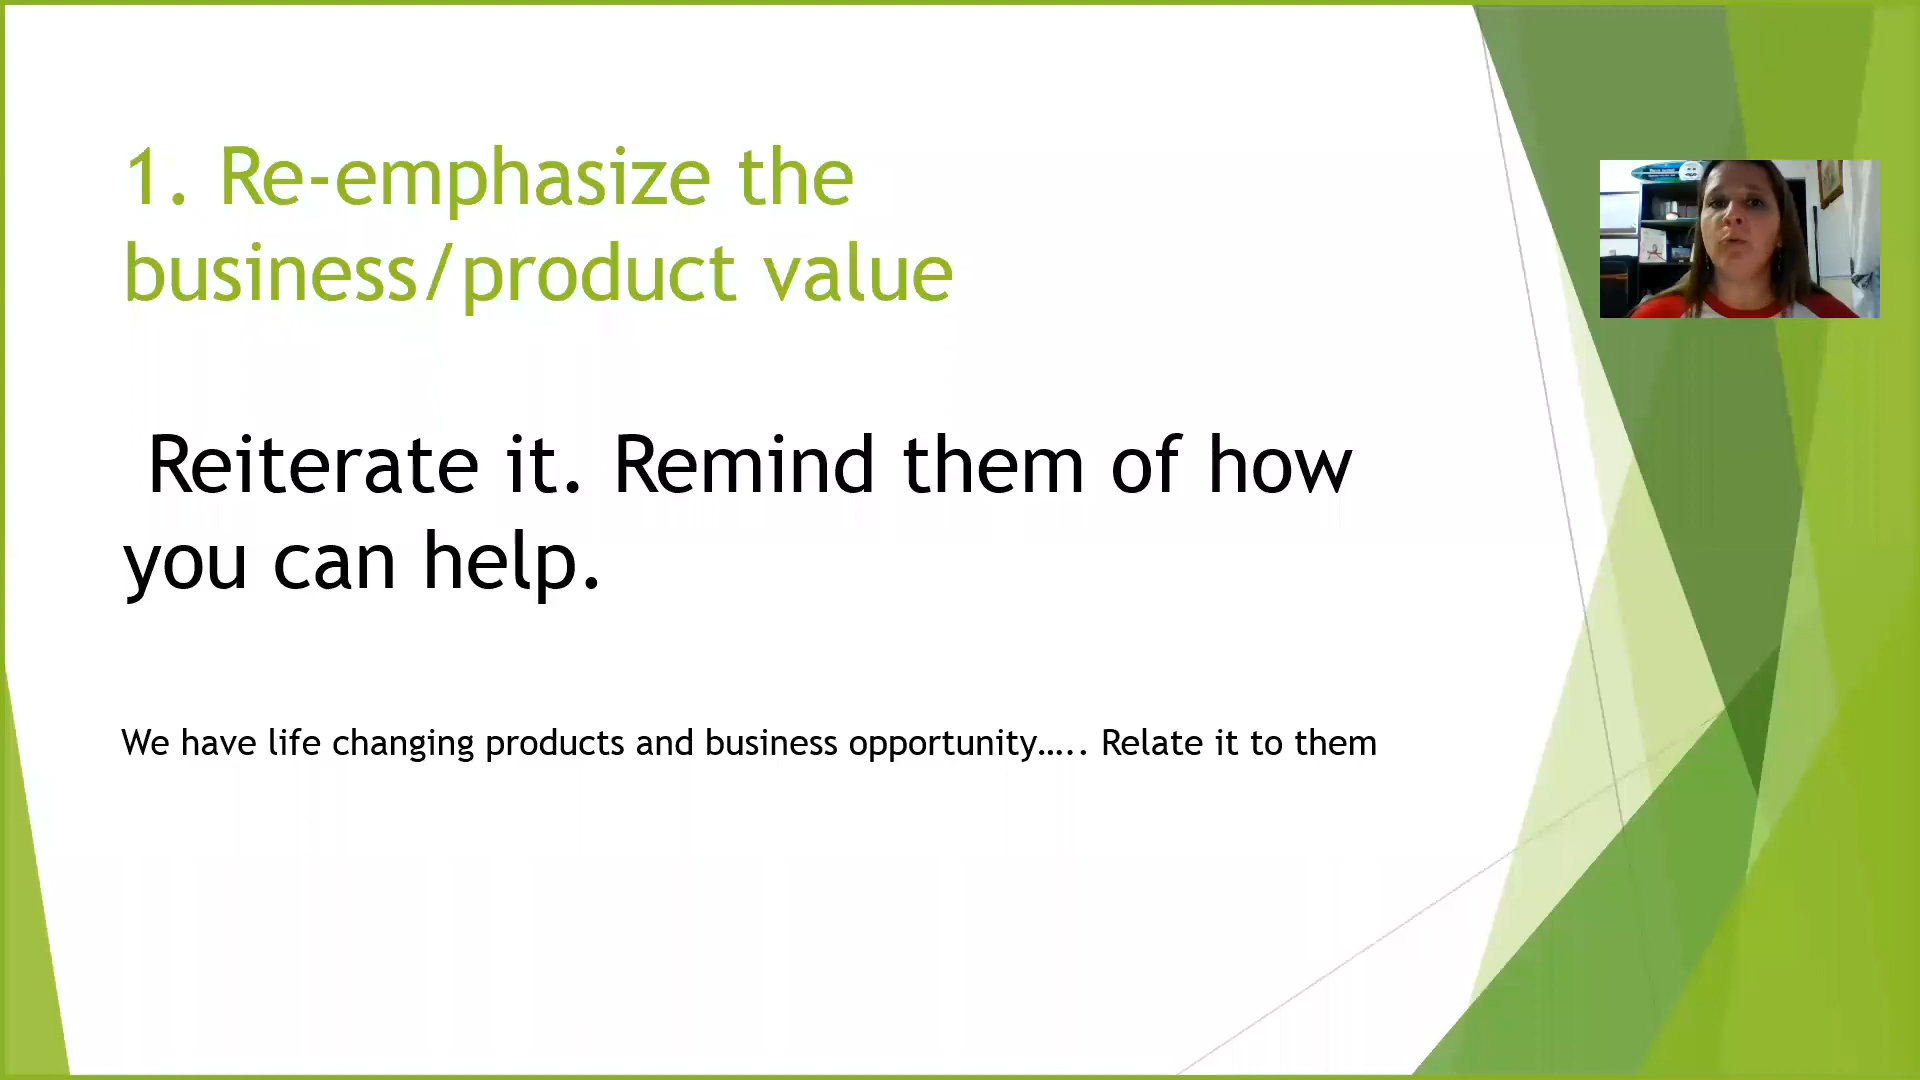 1. Re-emphasize the
business/product value
Reiterate it. Remind them of how
you can help.
We have life changing products and business opportunity….. Relate it to them